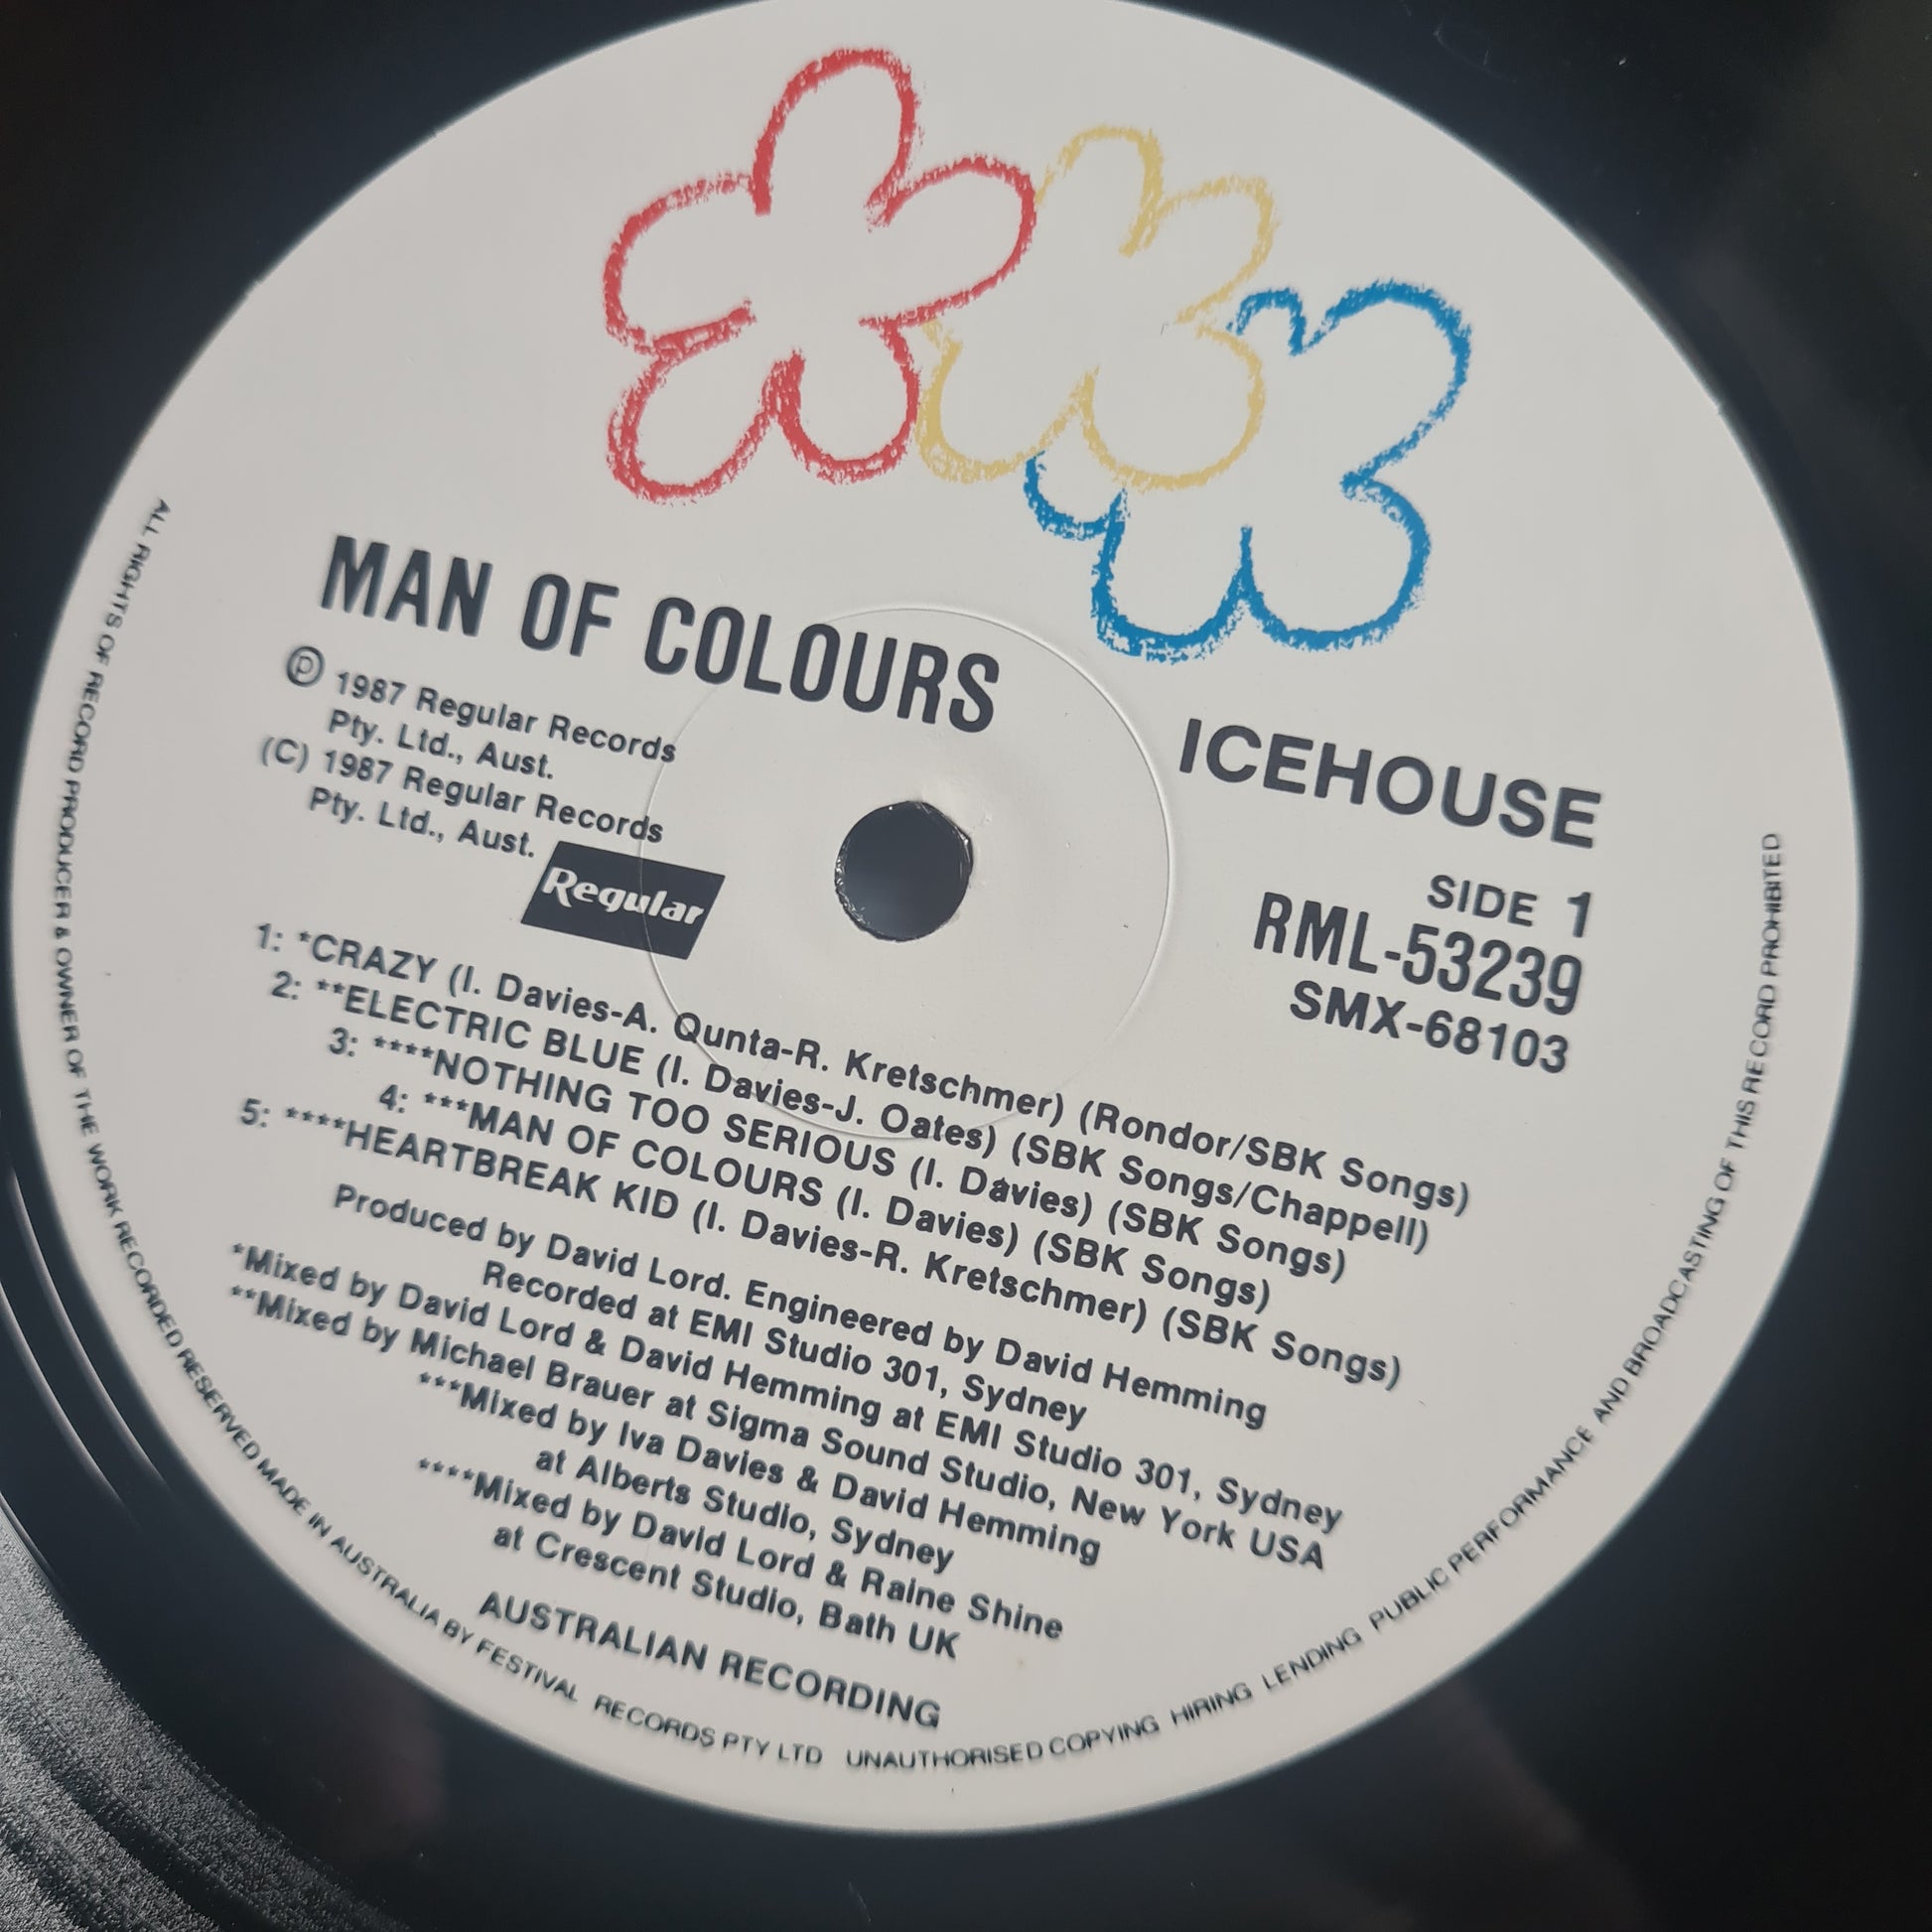 MAN OF COLOURS
ICEHOUSE
℗ 1987 Regular Records
Pty. Ltd., Aust.
(C) 1987 Regular Records
Pty. Ltd., Aust.
Regular
SIDE 1
RML-53239
SMX-68103
1: *CRAZY (I. Davies-A. Qunta-R. Kretschmer) (Rondor/SBK Songs)
2: **ELECTRIC BLUE (I. Davies-J. Oates) (SBK Songs/Chappell)
3: ****NOTHING TOO SERIOUS (I. Davies) (SBK Songs)
4: ***MAN OF COLOURS (I. Davies) (SBK Songs)
5: ****HEARTBREAK KID (I. Davies-R. Kretschmer) (SBK Songs)
Produced by David Lord. Engineered by David Hemming
Recorded at EMI Studio 301, Sydney
*Mixed by David Lord & David Hemming at EMI Studio 301, Sydney
**Mixed by Michael Brauer at Sigma Sound Studio, New York USA
***Mixed by Iva Davies & David Hemming
at Alberts Studio, Sydney
****Mixed by David Lord & Raine Shine
at Crescent Studio, Bath UK
AUSTRALIAN RECORDING
ALL RIGHTS OF RECORD PRODUCER & OWNER OF THE WORK RECORDED RESERVED MADE IN AUSTRALIA BY FESTIVAL RECORDS PTY LTD UNAUTHORISED COPYING HIRING LENDING PUBLIC PERFORMANCE AND BROADCASTING OF THIS RECORD PROHIBITED